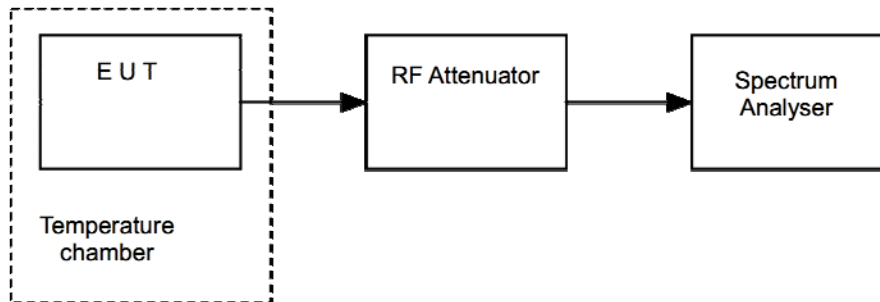 E U T
RF Attenuator
Spectrum
Analyser
Temperature
chamber